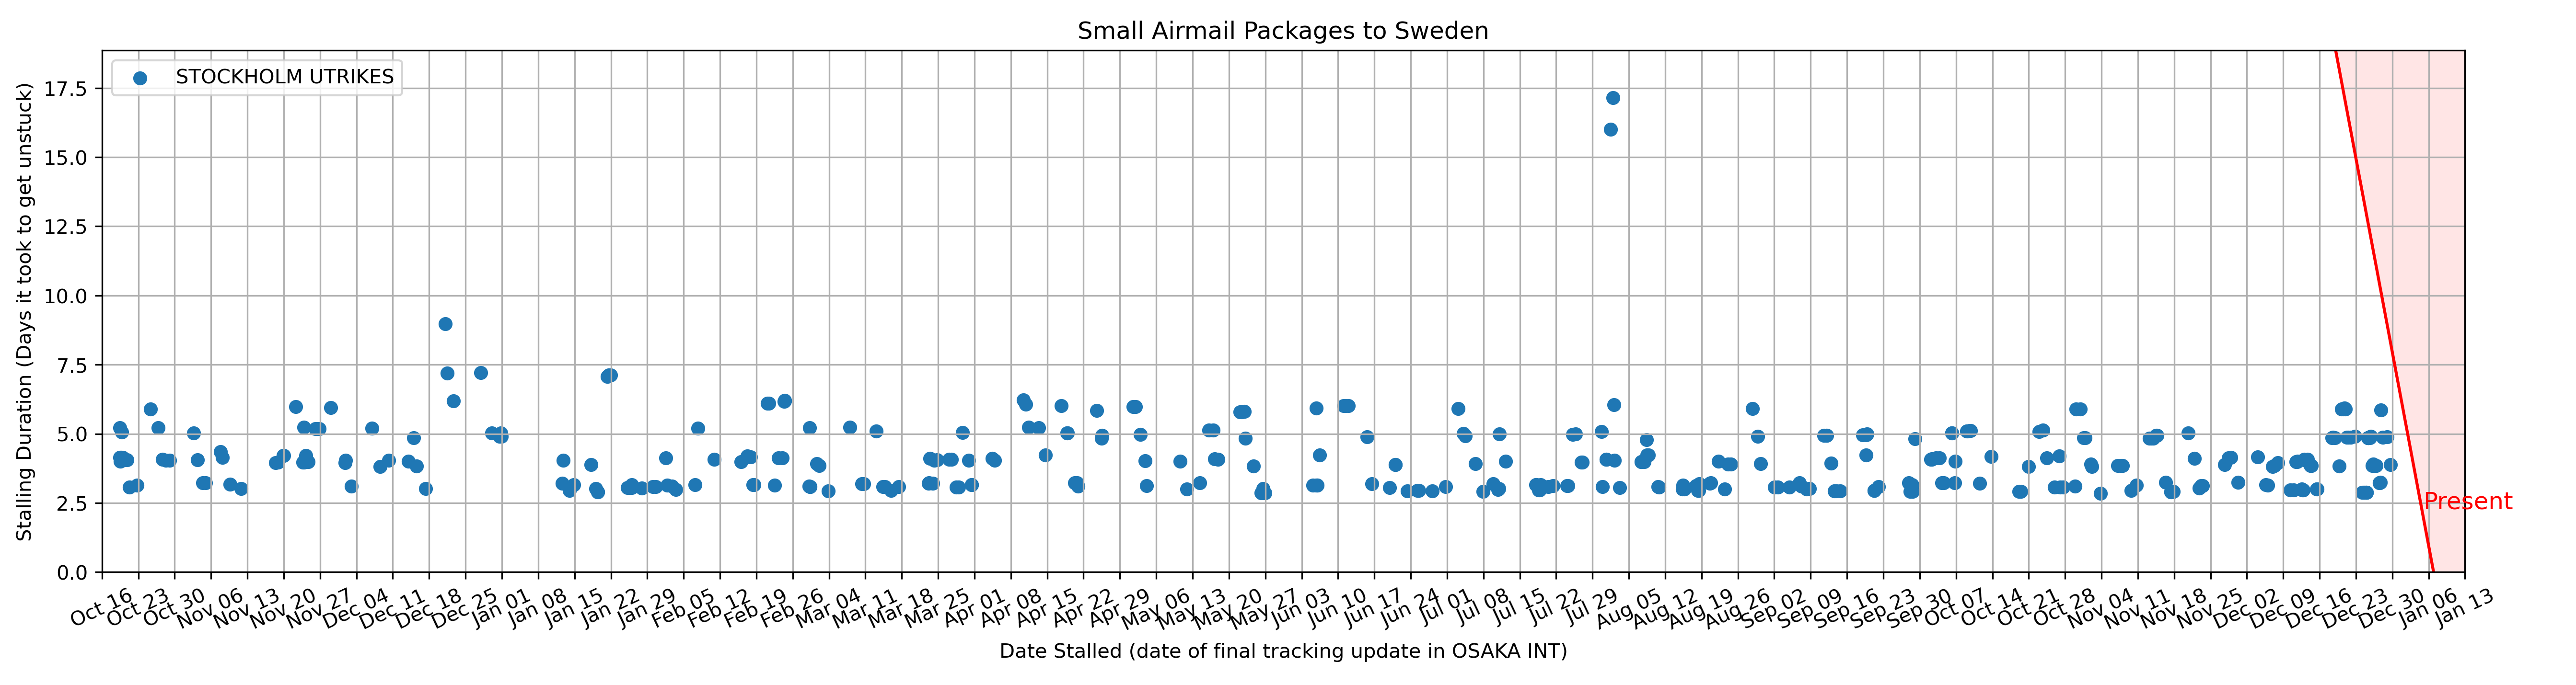 Small Airmail Packages to Sweden
STOCKHOLM UTRIKES
Stalling Duration (Days it took to get unstuck)
17.5
15.0
12.5
10.0
7.5
5.0
2.5
0.0
Present
Oct 16
Oct 23
Oct 30
Nov 06
Nov 13
Nov 20
Nov 27
Dec 04
Dec 11
Dec 18
Dec 25
Jan 01
Jan 08
Jan 15
Jan 22
Jan 29
Feb 05
Feb 12
Feb 19
Feb 26
Mar 04
Mar 11
Mar 18
Mar 25
Apr 01
Apr 08
Apr 15
Apr 22
Apr 29
May 06
May 13
May 20
May 27
Jun 03
Jun 10
Jun 17
Jun 24
Jul 01
Jul 08
Jul 15
Jul 22
Jul 29
Aug 05
Aug 12
Aug 19
Aug 26
Sep 02
Sep 09
Sep 16
Sep 23
Sep 30
Oct 07
Oct 14
Oct 21
Oct 28
Nov 04
Nov 11
Nov 18
Nov 25
Dec 02
Dec 09
Dec 16
Dec 23
Dec 30
Jan 06
Jan 13
Date Stalled (date of final tracking update in OSAKA INT)